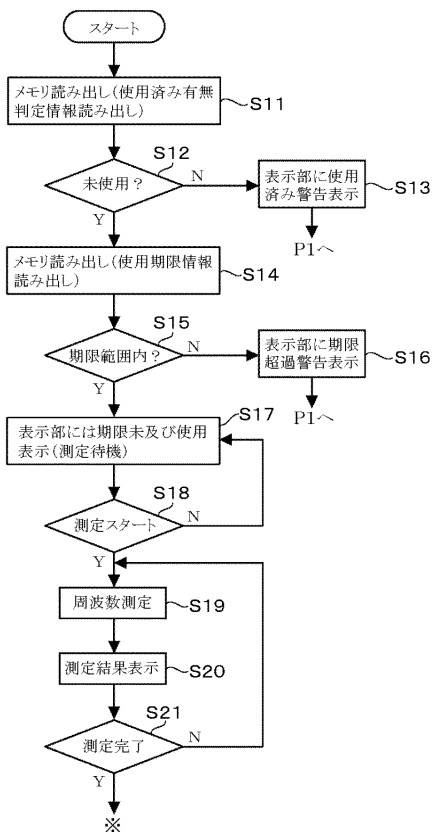 スタート
メモリ読み出し(使用済み有無
判定情報読み出し)
S11
S12
未使用？
N
Y
表示部に使用
済み警告表示
S13
P1へ
メモリ読み出し(使用期限情報
読み出し)
S14
S15
期限範囲内？
N
Y
表示部に期限
超過警告表示
S16
P1へ
S17
表示部には期限未及び使用
表示(測定待機)
S18
測定スタート
N
Y
周波数測定
S19
測定結果表示
S20
S21
測定完了
N
Y
※